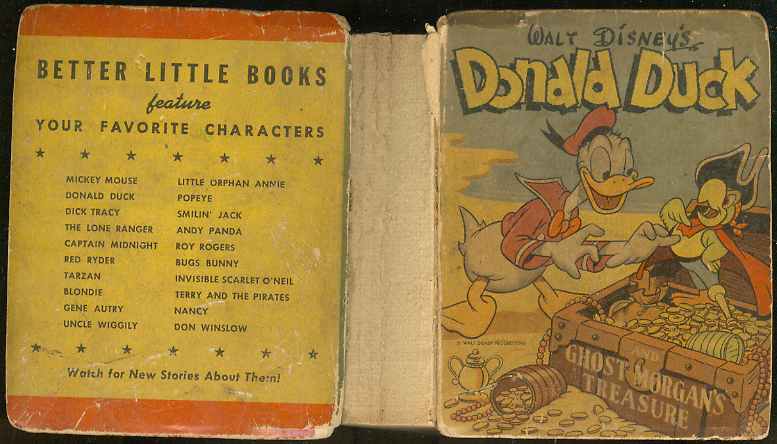 BETTER LITTLE BOOKS
feature
YOUR FAVORITE CHARACTERS
MICKEY MOUSE
DONALD DUCK
DICK TRACY
THE LONE RANGER
CAPTAIN MIDNIGHT
RED RYDER
TARZAN
BLONDIE
GENE AUTRY
UNCLE WIGGILY
LITTLE ORPHAN ANNIE
POPEYE
SMILIN' JACK
ANDY PANDA
ROY ROGERS
BUGS BUNNY
INVISIBLE SCARLET O'NEIL
TERRY AND THE PIRATES
NANCY
DON WINSLOW
Watch for New Stories About Them!
WALT DISNEY'S
Donald Duck
© WALT DISNEY PRODUCTIONS
AND
GHOST MORGAN'S
TREASURE